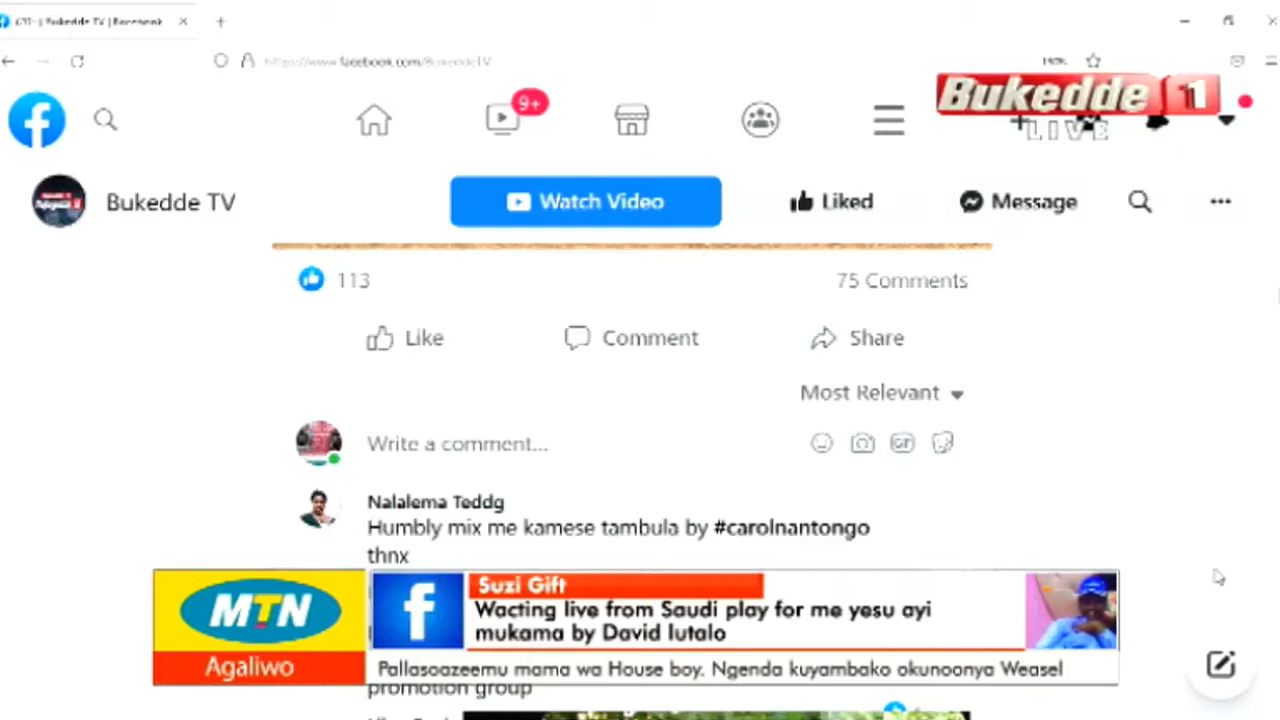 Bukedde TV | Facebook
https://www.facebook.com/BukeddeTV
9+
Bukedde 1
LIVE
Bukedde TV
Watch Video
Liked
Message
113
75 Comments
Like
Comment
Share
Most Relevant
Write a comment...
GIF
Nalalema Teddg
Humbly mix me kamese tambula by #carolnantongo
thnx
MTN
Agaliwo
Suzi Gift
Wacting live from Saudi play for me yesu ayi
mukama by David lutalo
Pallasoazeemu mama wa House boy. Ngenda kuyambako okunoonya Weasel
promotion group